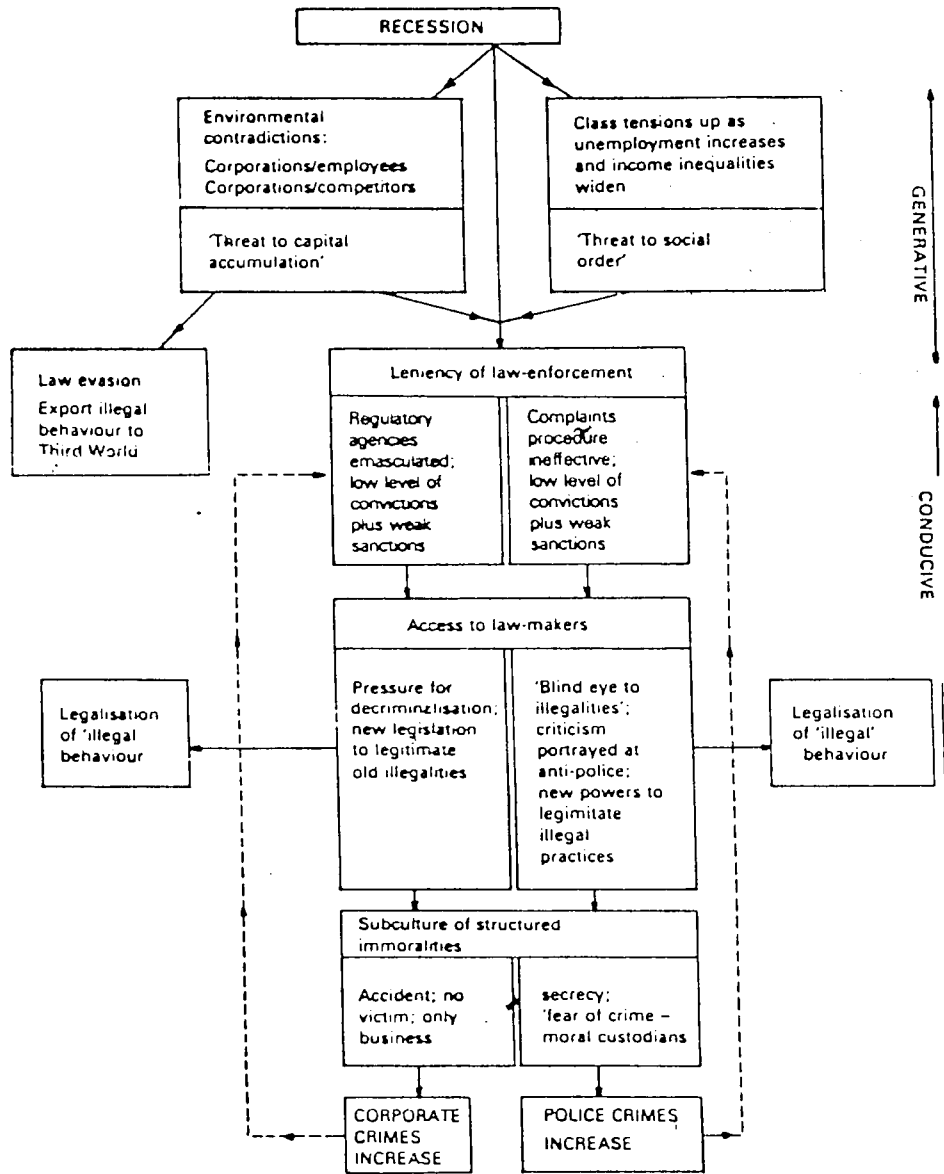 RECESSION
Environmental
contradictions:
Corporations/employees
Corporations/competitors
'Threat to capital
accumulation'
Class tensions up as
unemployment increases
and income inequalities
widen
'Threat to social
order'
GENERATIVE
Law evasion
Export illegal
behaviour to
Third World
Leniency of law-enforcement
Regulatory
agencies
emasculated;
low level of
convictions
plus weak
sanctions
Complaints
procedure
ineffective;
low level of
convictions
plus weak
sanctions
CONDUCIVE
Access to law-makers
Pressure for
decriminzlisation;
new legislation
to legitimate
old illegalities
'Blind eye to
illegalities';
criticism
portrayed at
anti-police;
new powers to
legimitate
illegal
practices
Legalisation
of 'illegal
behaviour
Legalisation
of 'illegal'
behaviour
Subculture of structured
immoralities
Accident; no
victim; only
business
secrecy;
'fear of crime –
moral custodians
CORPORATE
CRIMES
INCREASE
POLICE CRIMES
INCREASE